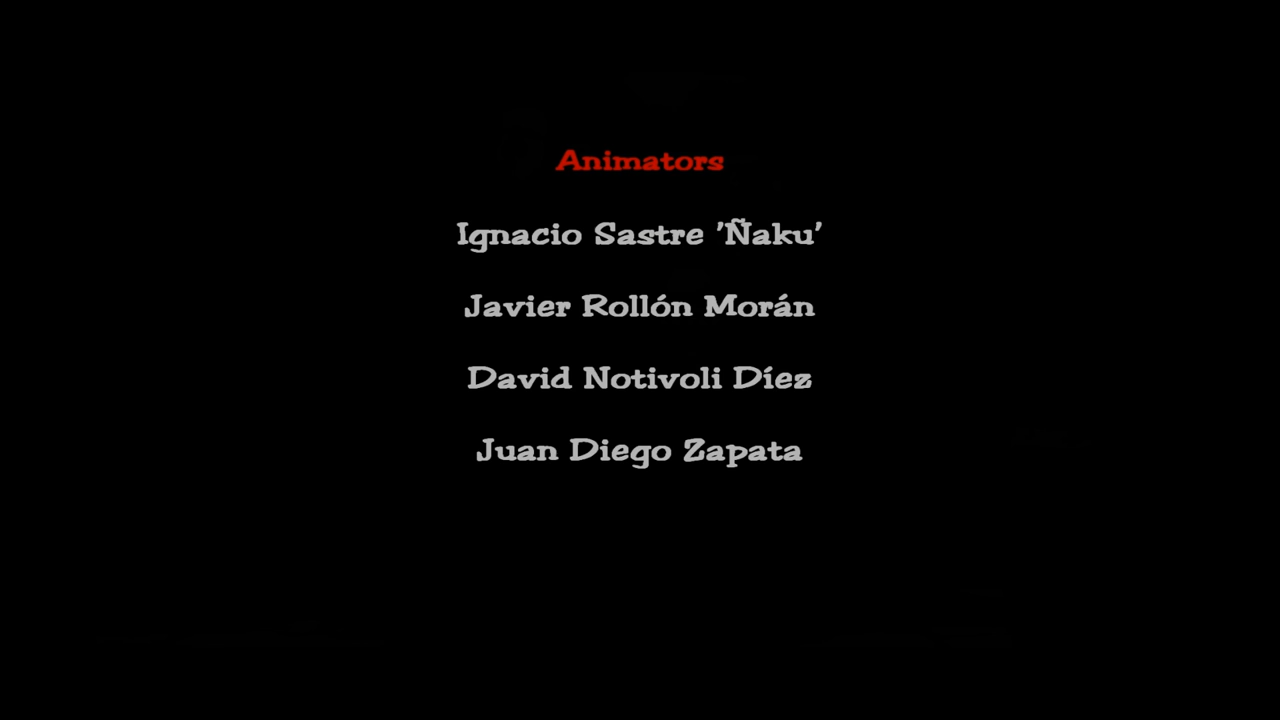 Animators
Ignacio Sastre 'Ñaku'
Javier Rollón Morán
David Notivoli Díez
Juan Diego Zapata